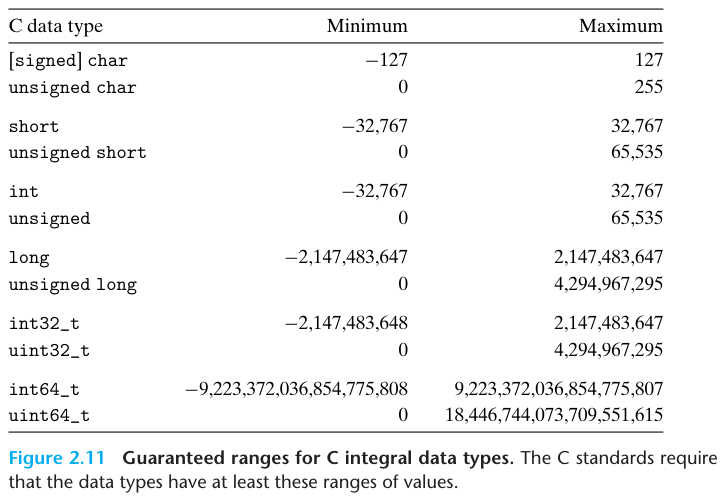 C data type Minimum Maximum
[signed] char −127 127
unsigned char 0 255
short −32,767 32,767
unsigned short 0 65,535
int −32,767 32,767
unsigned 0 65,535
long −2,147,483,647 2,147,483,647
unsigned long 0 4,294,967,295
int32_t −2,147,483,648 2,147,483,647
uint32_t 0 4,294,967,295
int64_t −9,223,372,036,854,775,808 9,223,372,036,854,775,807
uint64_t 0 18,446,744,073,709,551,615
Figure 2.11 Guaranteed ranges for C integral data types. The C standards require
that the data types have at least these ranges of values.